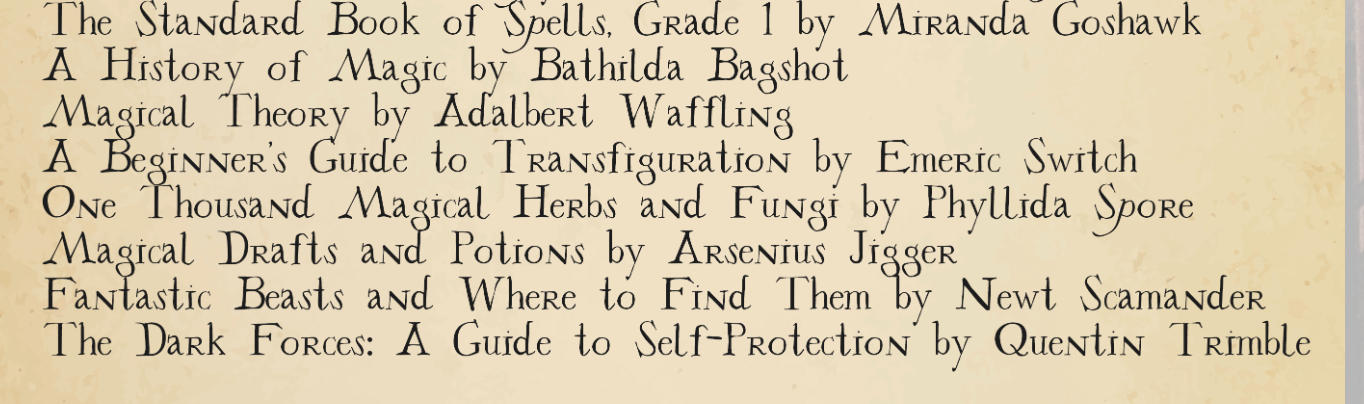 The Standard Book of Spells, Grade 1 by Miranda Goshawk
A History of Magic by Bathilda Bagshot
Magical Theory by Adalbert Waffling
A Beginner's Guide to Transfiguration by Emeric Switch
One Thousand Magical Herbs and Fungi by Phyllida Spore
Magical Drafts and Potions by Arsenius Jigger
Fantastic Beasts and Where to Find Them by Newt Scamander
The Dark Forces: A Guide to Self-Protection by Quentin Trimble